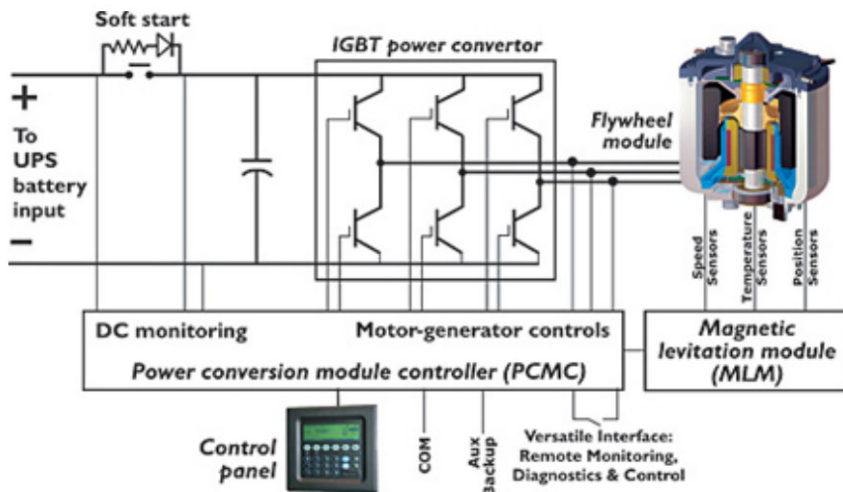 Soft start
IGBT power convertor
+
To
UPS
battery
input
–
Flywheel
module
Speed
Sensors
Temperature
Sensors
Position
Sensors
DC monitoring
Motor-generator controls
Power conversion module controller (PCMC)
Magnetic
levitation module
(MLM)
Control
panel
COM
Aux
Backup
Versatile Interface:
Remote Monitoring,
Diagnostics & Control